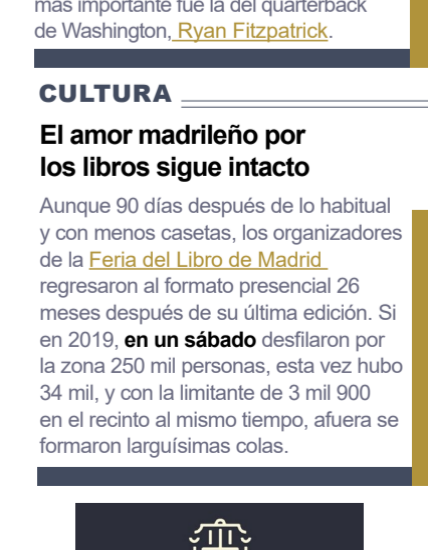 más importante fue la del quarterback
de Washington, Ryan Fitzpatrick.
CULTURA
El amor madrileño por
los libros sigue intacto
Aunque 90 días después de lo habitual
y con menos casetas, los organizadores
de la Feria del Libro de Madrid
regresaron al formato presencial 26
meses después de su última edición. Si
en 2019, en un sábado desfilaron por
la zona 250 mil personas, esta vez hubo
34 mil, y con la limitante de 3 mil 900
en el recinto al mismo tiempo, afuera se
formaron larguísimas colas.